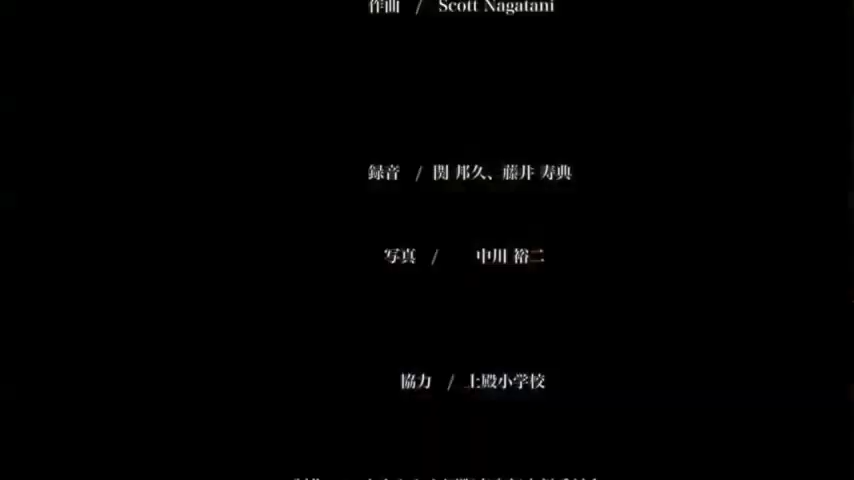 作曲 / Scott Nagatani
録音 / 関 邦久、藤井 寿典
写真 / 中川 裕二
協力 / 上殿小学校